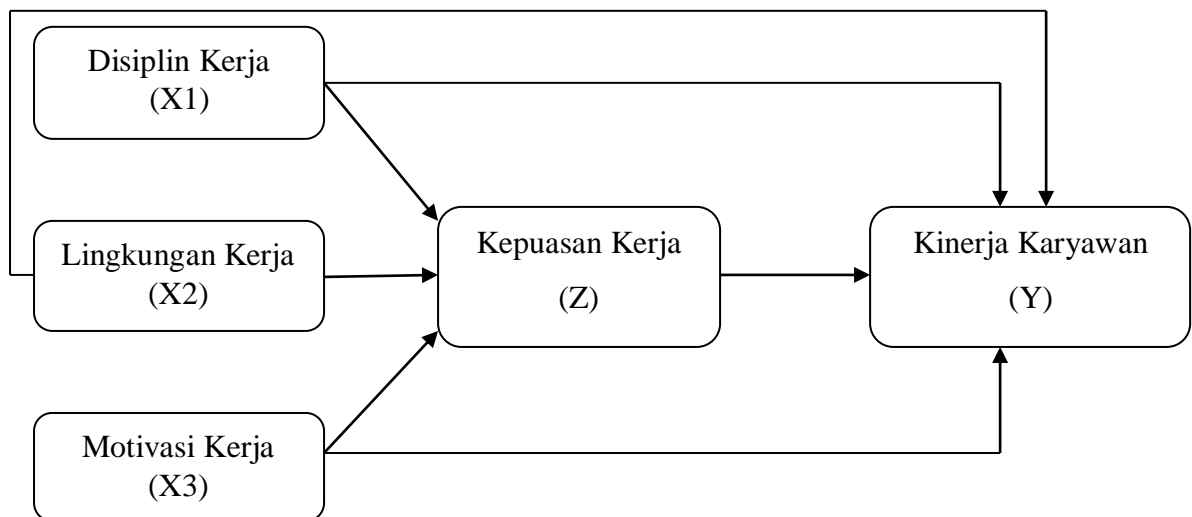 Disiplin Kerja
(X1)
Lingkungan Kerja
(X2)
Motivasi Kerja
(X3)
Kepuasan Kerja
(Z)
Kinerja Karyawan
(Y)